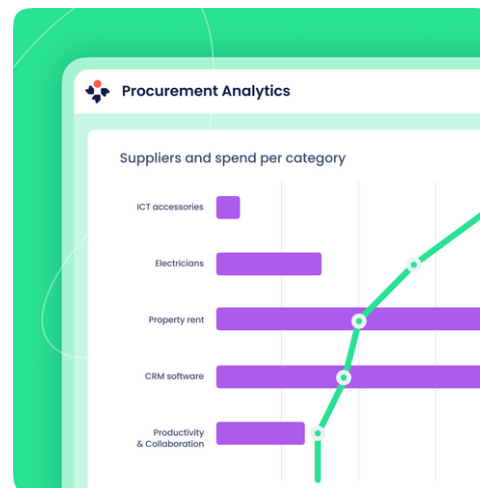 Procurement Analytics
Suppliers and spend per category
ICT accessories
Electricians
Property rent
CRM software
Productivity
& Collaboration